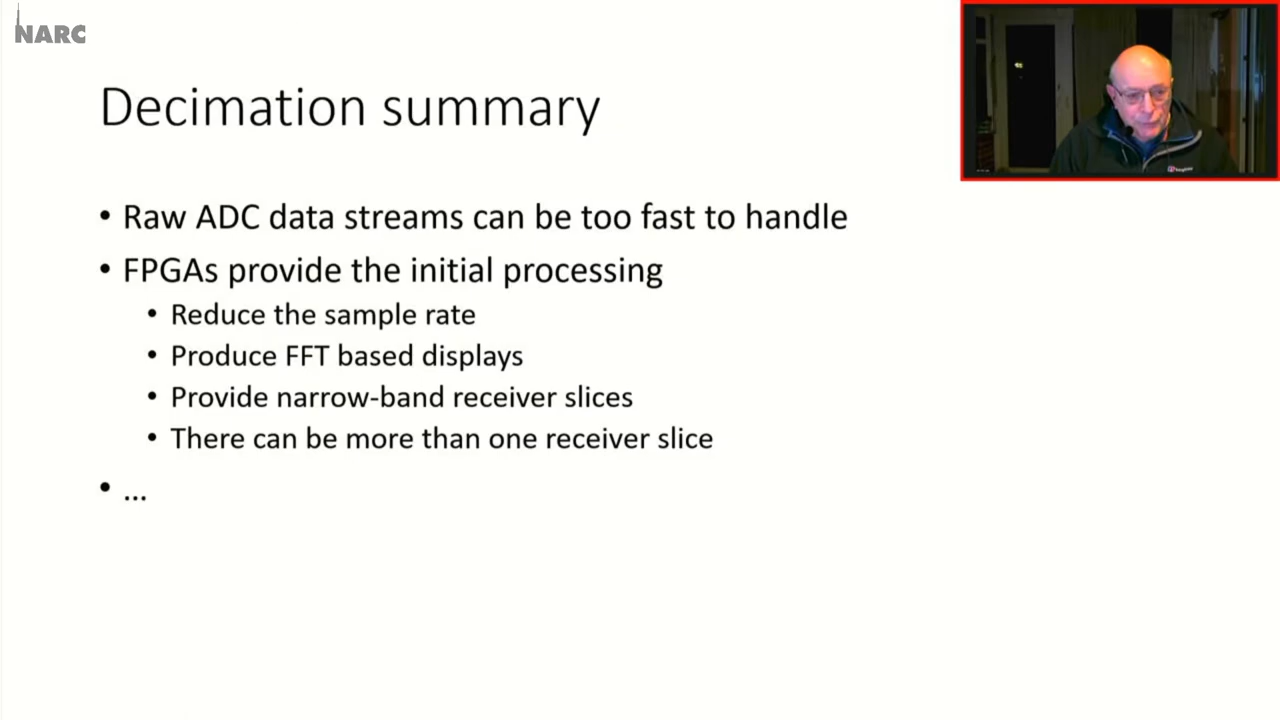 NARC
Decimation summary
• Raw ADC data streams can be too fast to handle
• FPGAs provide the initial processing
• Reduce the sample rate
• Produce FFT based displays
• Provide narrow-band receiver slices
• There can be more than one receiver slice
• ...